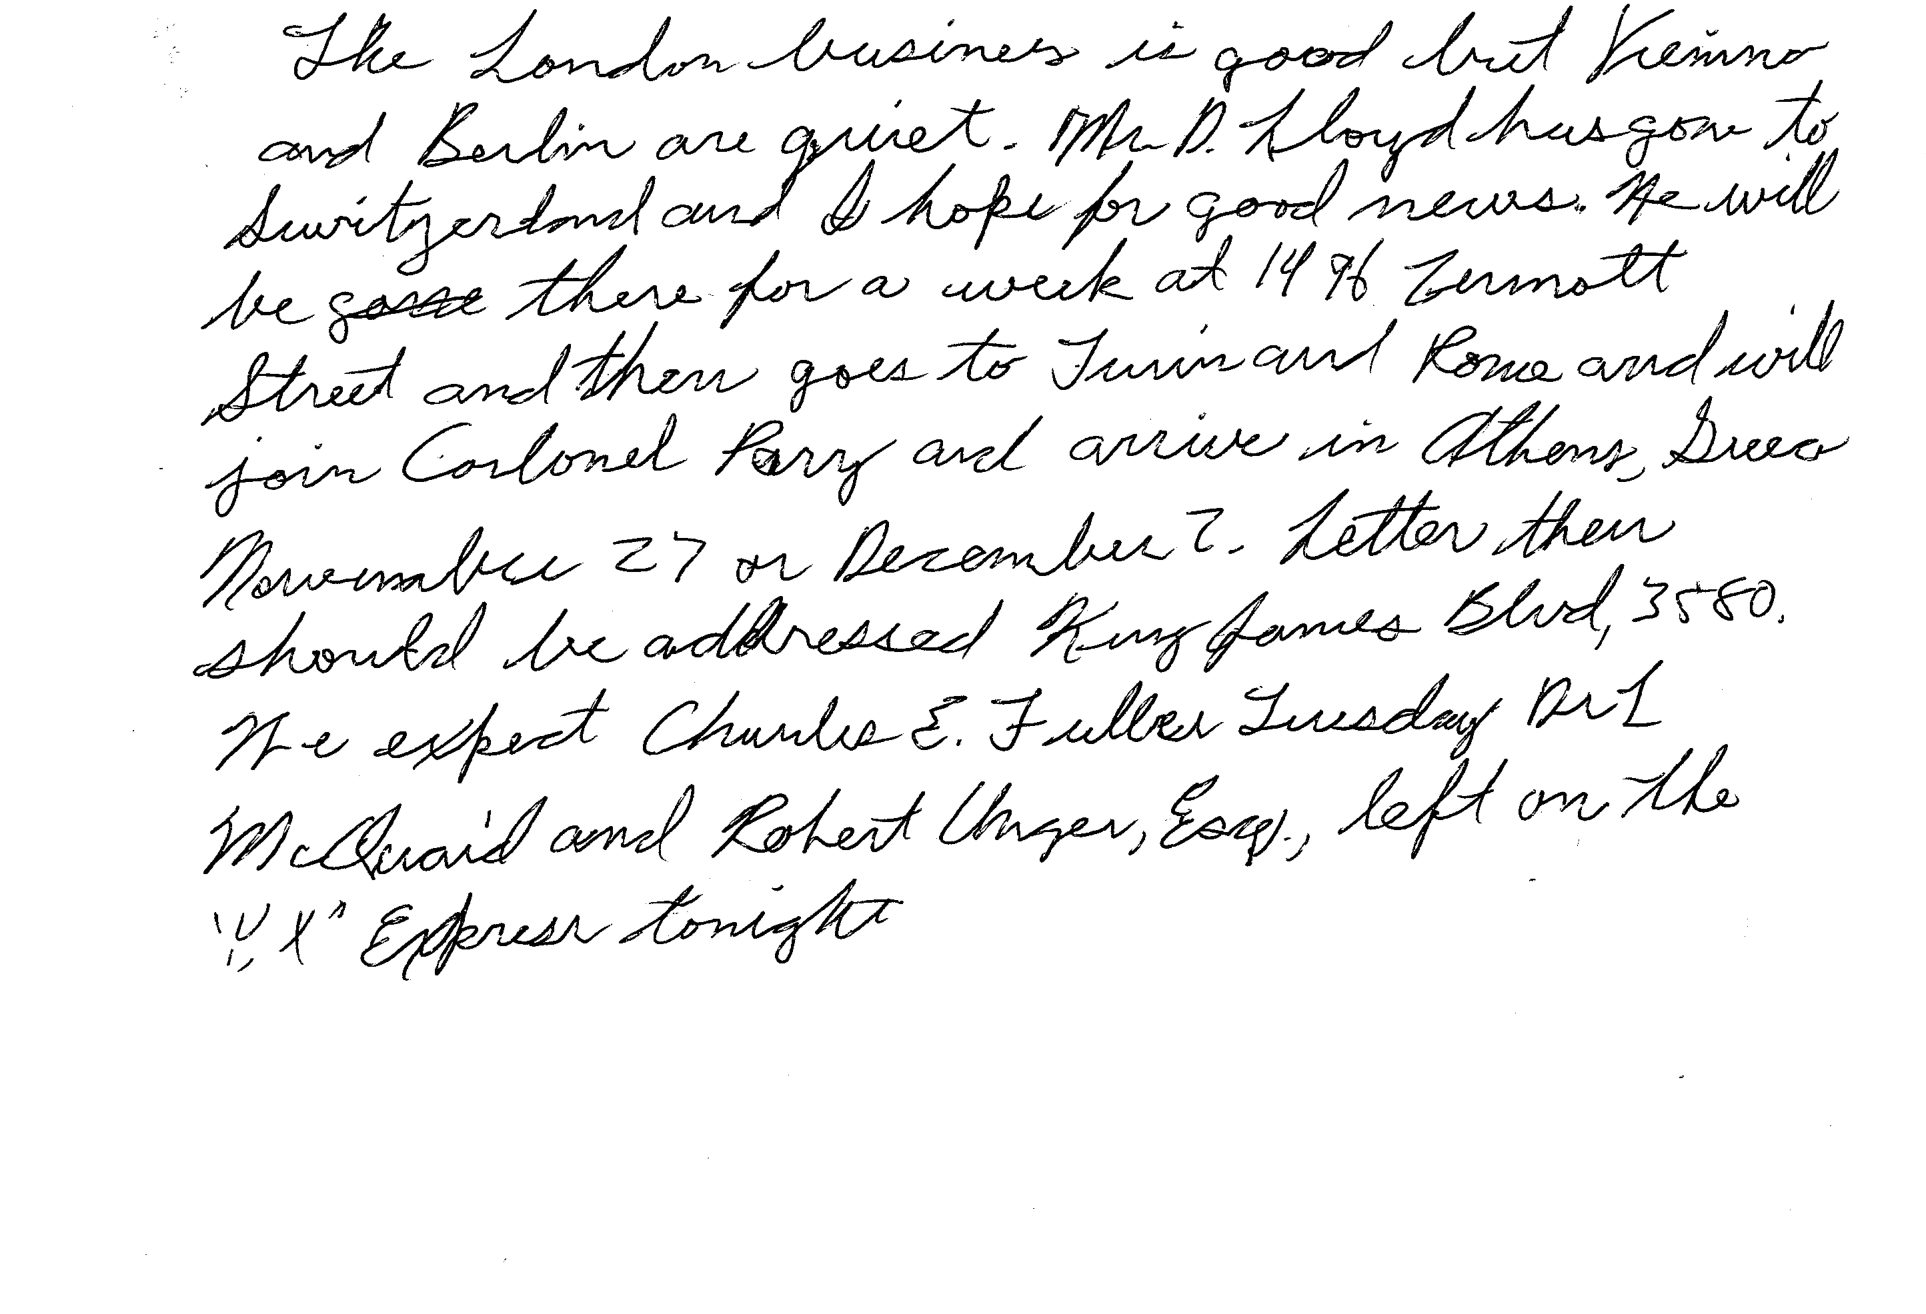 The London business is good but Vienna
and Berlin are quiet. Mr. D. Lloyd has gone to
Switzerland and I hope for good news. He will
be gone there for a week at 1496 Zermott
Street and then goes to Turin and Rome and will
join Colonel Parry and arrive in Athens, Greece
November 27 or December 2. Letter then
should be addressed King James Blvd, 3580.
We expect Charles E. Fuller Tuesday Dr L
McQuaid and Robert Unger, Esq., left on the
"Y, X" Express tonight